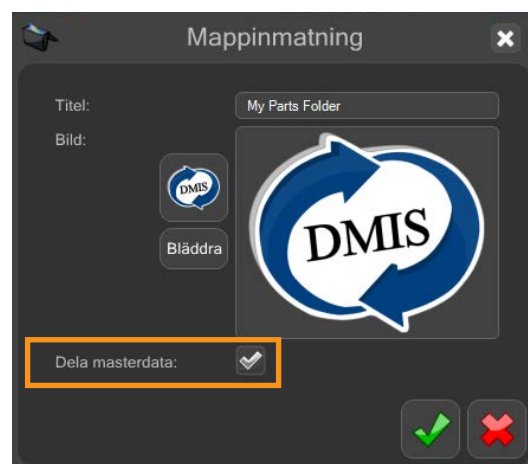 Mappinmatning
Titel:
My Parts Folder
Bild:
DMIS
Bläddra
DMIS
Dela masterdata: